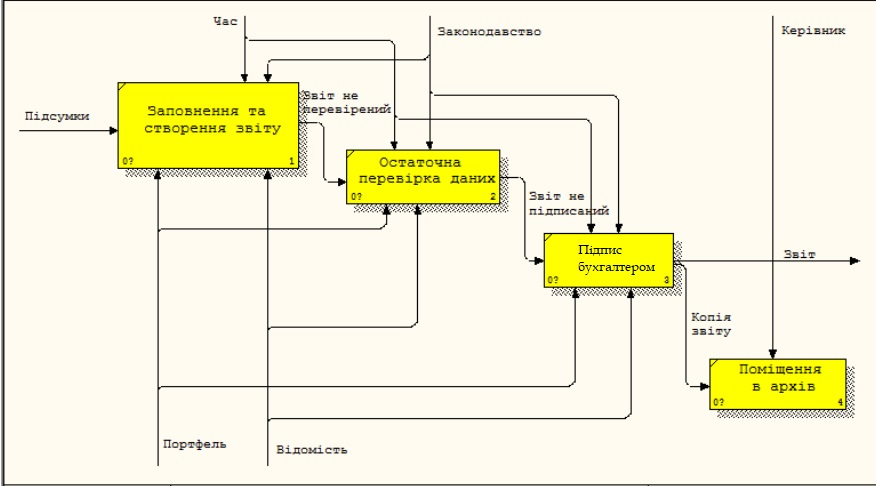 Час
Законодавство
Керівник
Звіт не
перевірений
Підсумки
Заповнення та
створення звіту
0? 1
Остаточна
перевірка даних
0? 2
Звіт не
підписаний
Підпис
бухгалтером
0? 3
Звіт
Копія
звіту
Поміщення
в архів
0? 4
Портфель
Відомість